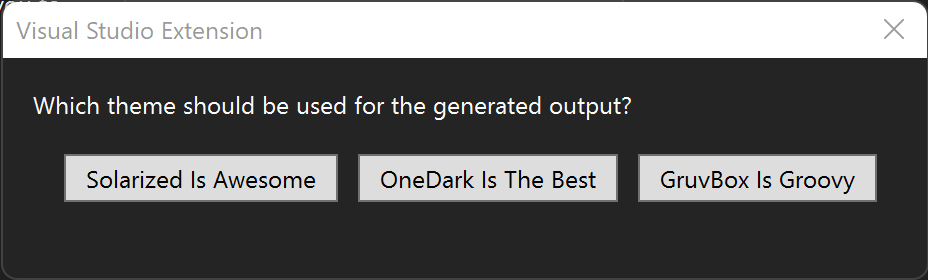 Visual Studio Extension
Which theme should be used for the generated output?
Solarized Is Awesome OneDark Is The Best GruvBox Is Groovy